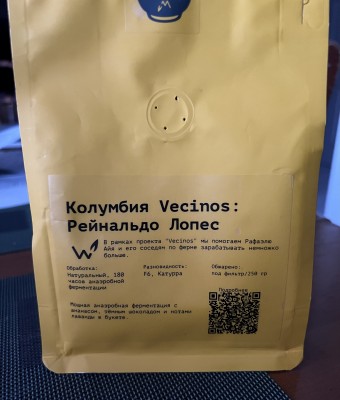 Колумбия Vecinos:
Рейнальдо Лопес
В рамках проекта "Vecinos" мы помогаем Рафаэлю
Айя и его соседям по ферме зарабатывать немножко
больше.
Обработка:
Натуральный, 180
часов анаэробной
ферментации
Разновидность:
F6, Катурра
Обжарено:
под фильтр/250 гр
Подробнее
Мощная анаэробная ферментация с
ананасом, тёмным шоколадом и нотами
лаванды в букете.